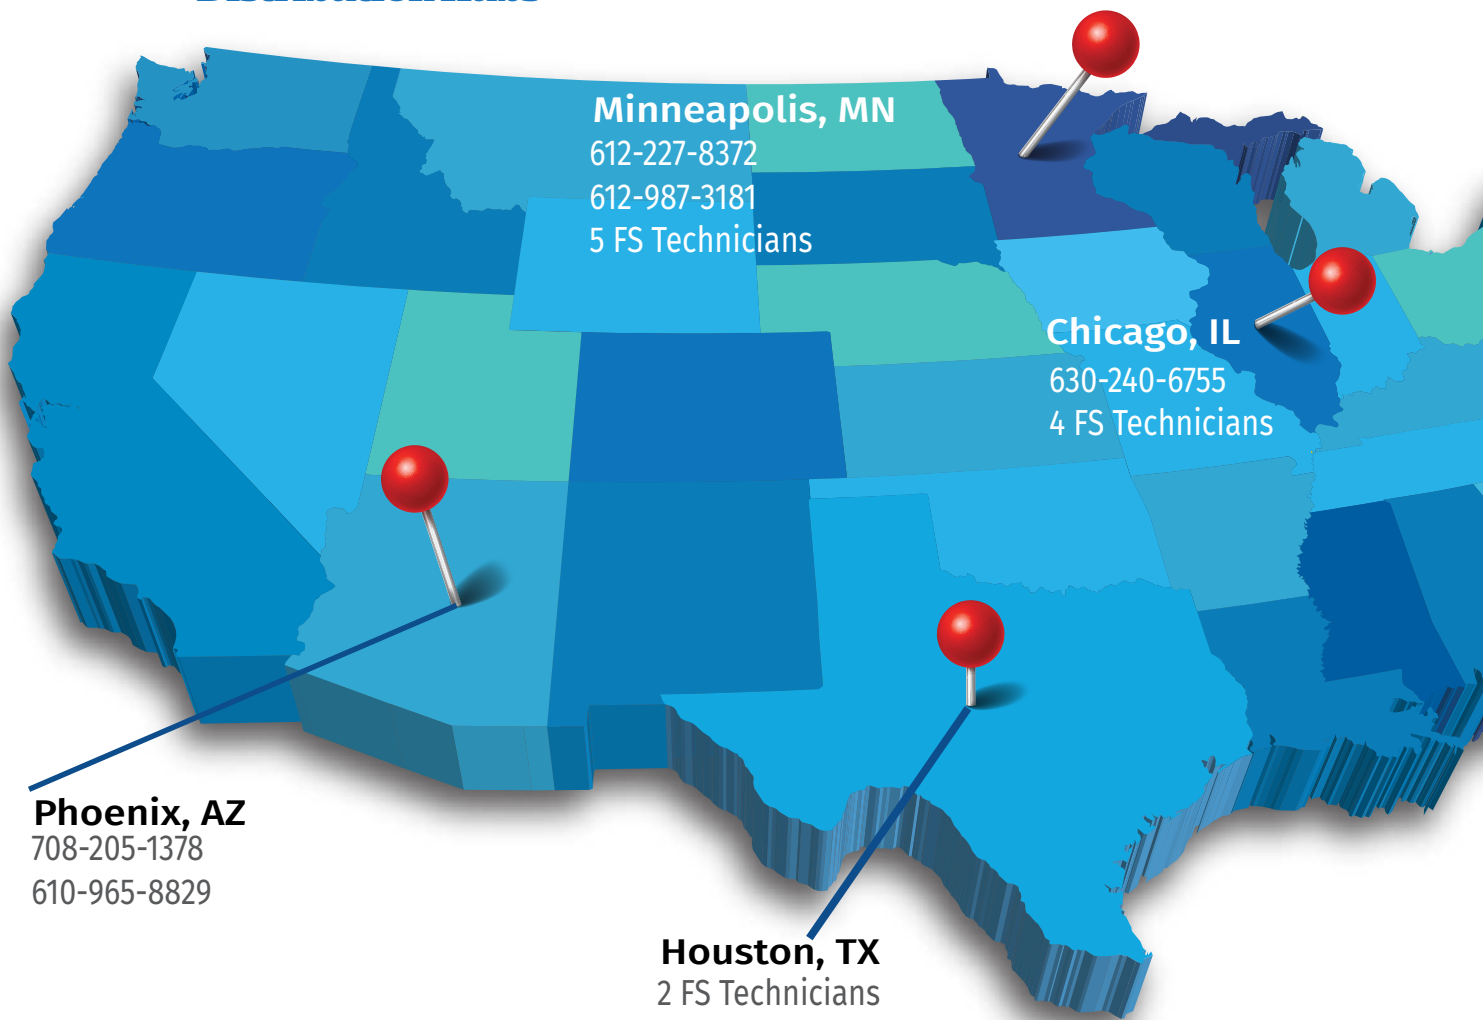 Minneapolis, MN
612-227-8372
612-987-3181
5 FS Technicians
Chicago, IL
630-240-6755
4 FS Technicians
Phoenix, AZ
708-205-1378
610-965-8829
Houston, TX
2 FS Technicians